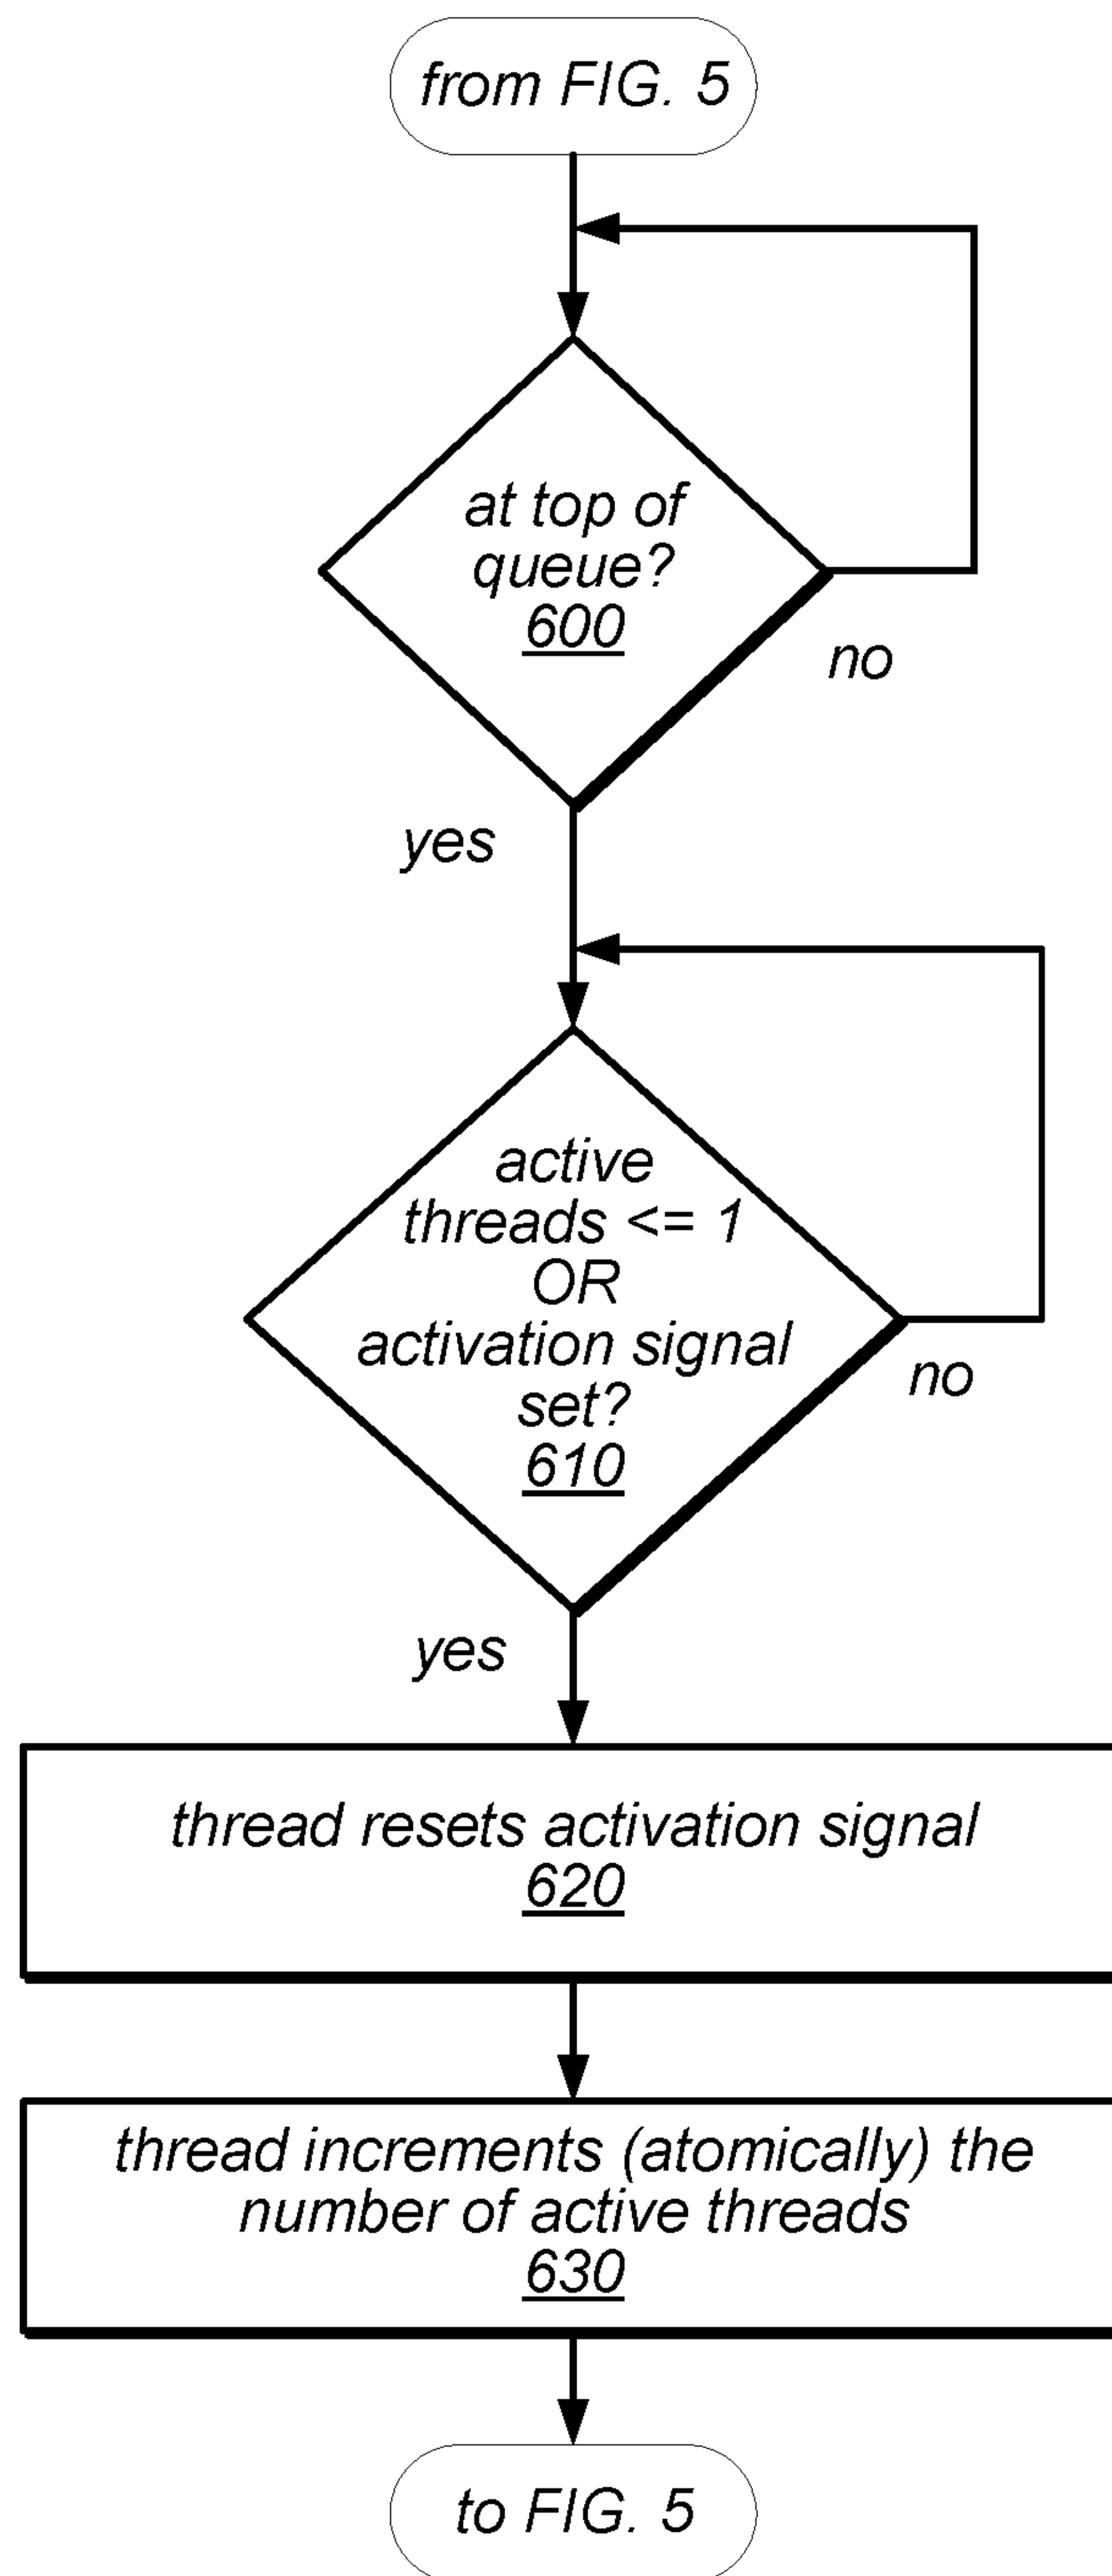 from FIG. 5
at top of
queue?
600
no
yes
active
threads <= 1
OR
activation signal
set?
610
no
yes
thread resets activation signal
620
thread increments (atomically) the
number of active threads
630
to FIG. 5